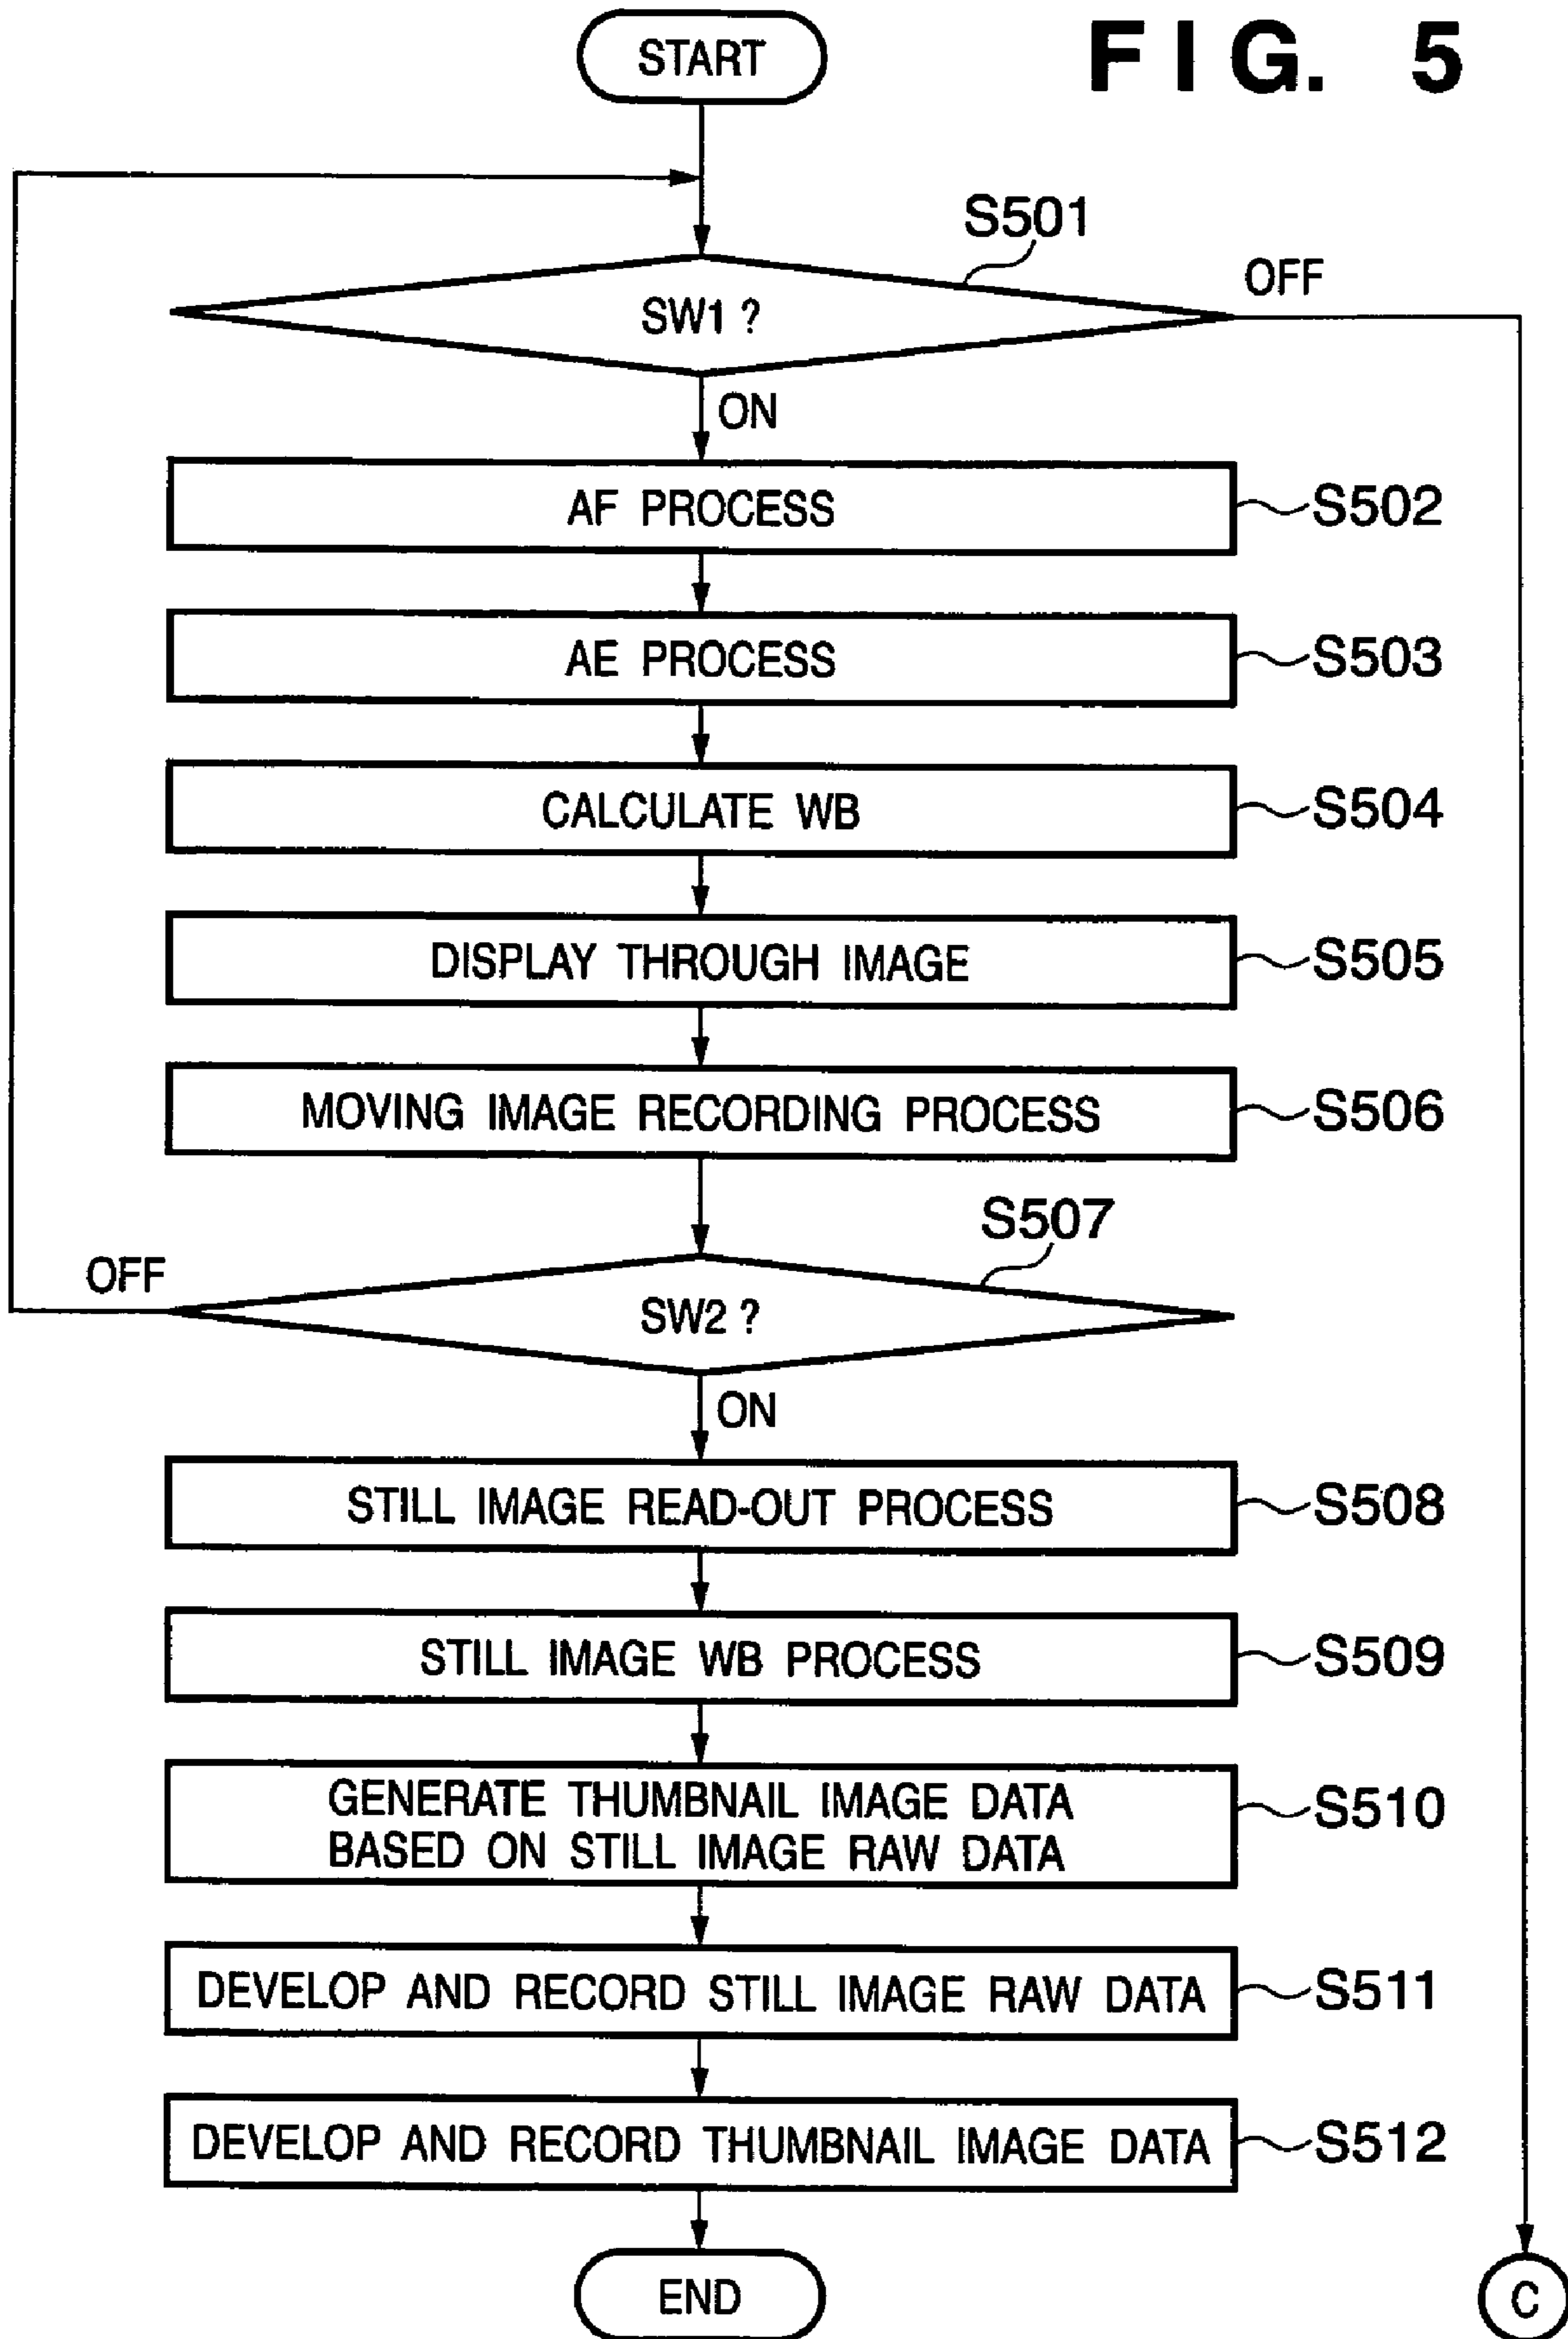 FIG. 5
START
S501
SW1 ?
OFF
ON
AF PROCESS
S502
AE PROCESS
S503
CALCULATE WB
S504
DISPLAY THROUGH IMAGE
S505
MOVING IMAGE RECORDING PROCESS
S506
S507
OFF
SW2 ?
ON
STILL IMAGE READ-OUT PROCESS
S508
STILL IMAGE WB PROCESS
S509
GENERATE THUMBNAIL IMAGE DATA
BASED ON STILL IMAGE RAW DATA
S510
DEVELOP AND RECORD STILL IMAGE RAW DATA
S511
DEVELOP AND RECORD THUMBNAIL IMAGE DATA
S512
END
C